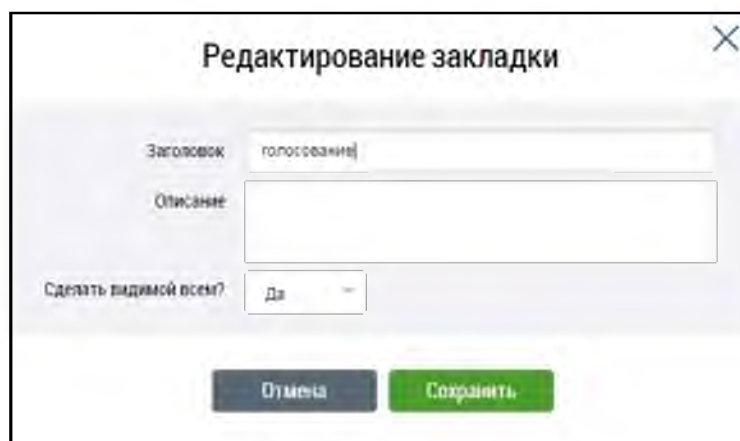 Редактирование закладки
Заголовок голосование
Описание
Сделать видимой всем? Да
Отмена Сохранить